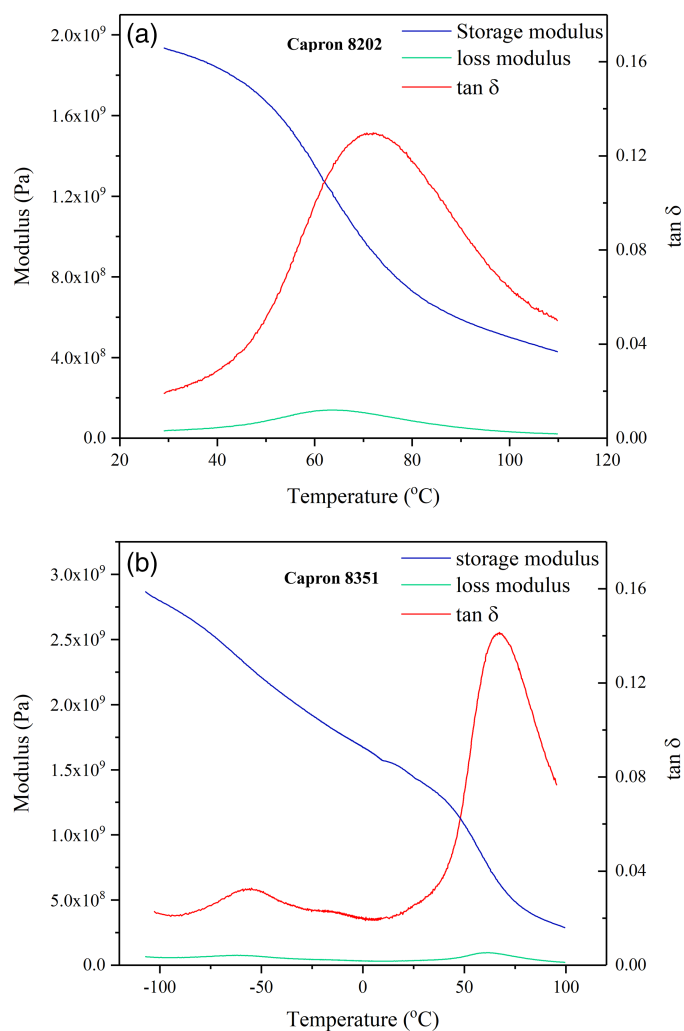 (a)
Capron 8202
Storage modulus
loss modulus
tan δ
2.0x10⁹
1.6x10⁹
1.2x10⁹
8.0x10⁸
4.0x10⁸
0.0
Modulus (Pa)
0.16
0.12
0.08
0.04
0.00
tan δ
20 40 60 80 100 120
Temperature (°C)
(b)
Capron 8351
storage modulus
loss modulus
tan δ
3.0x10⁹
2.5x10⁹
2.0x10⁹
1.5x10⁹
1.0x10⁹
5.0x10⁸
0.0
Modulus (Pa)
0.16
0.12
0.08
0.04
0.00
tan δ
-100 -50 0 50 100
Temperature (°C)